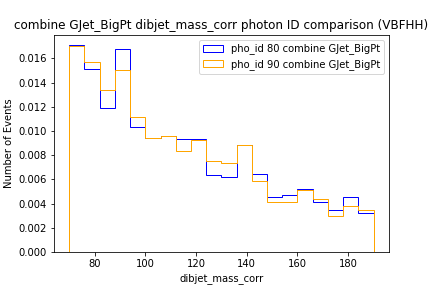 combine GJet_BigPt dibjet_mass_corr photon ID comparison (VBFHH)
pho_id 80 combine GJet_BigPt
pho_id 90 combine GJet_BigPt
Number of Events
0.016
0.014
0.012
0.010
0.008
0.006
0.004
0.002
0.000
80 100 120 140 160 180
dibjet_mass_corr